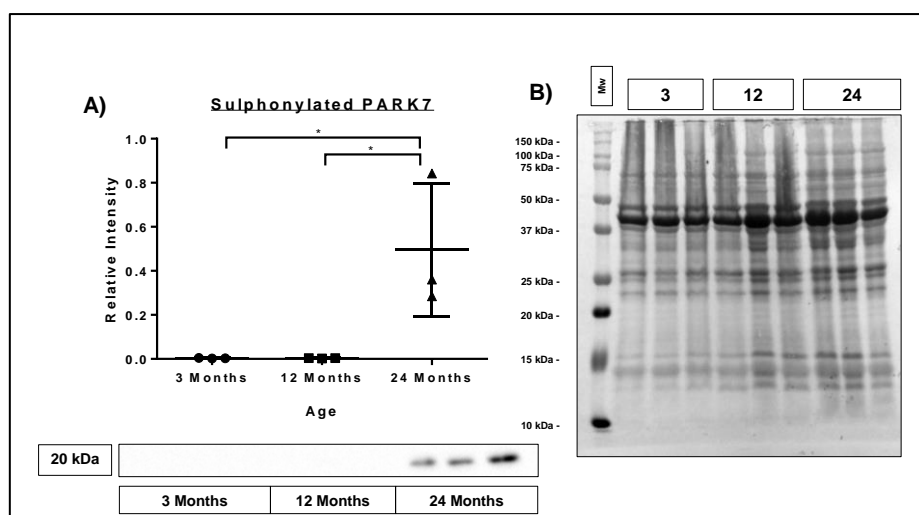 A)
Sulphonylated PARK7
*
*
Relative Intensity
1.0
0.8
0.6
0.4
0.2
0.0
3 Months 12 Months 24 Months
Age
20 kDa
3 Months 12 Months 24 Months
B)
Mw 3 12 24
150 kDa -
100 kDa -
75 kDa -
50 kDa -
37 kDa -
25 kDa -
20 kDa -
15 kDa -
10 kDa -